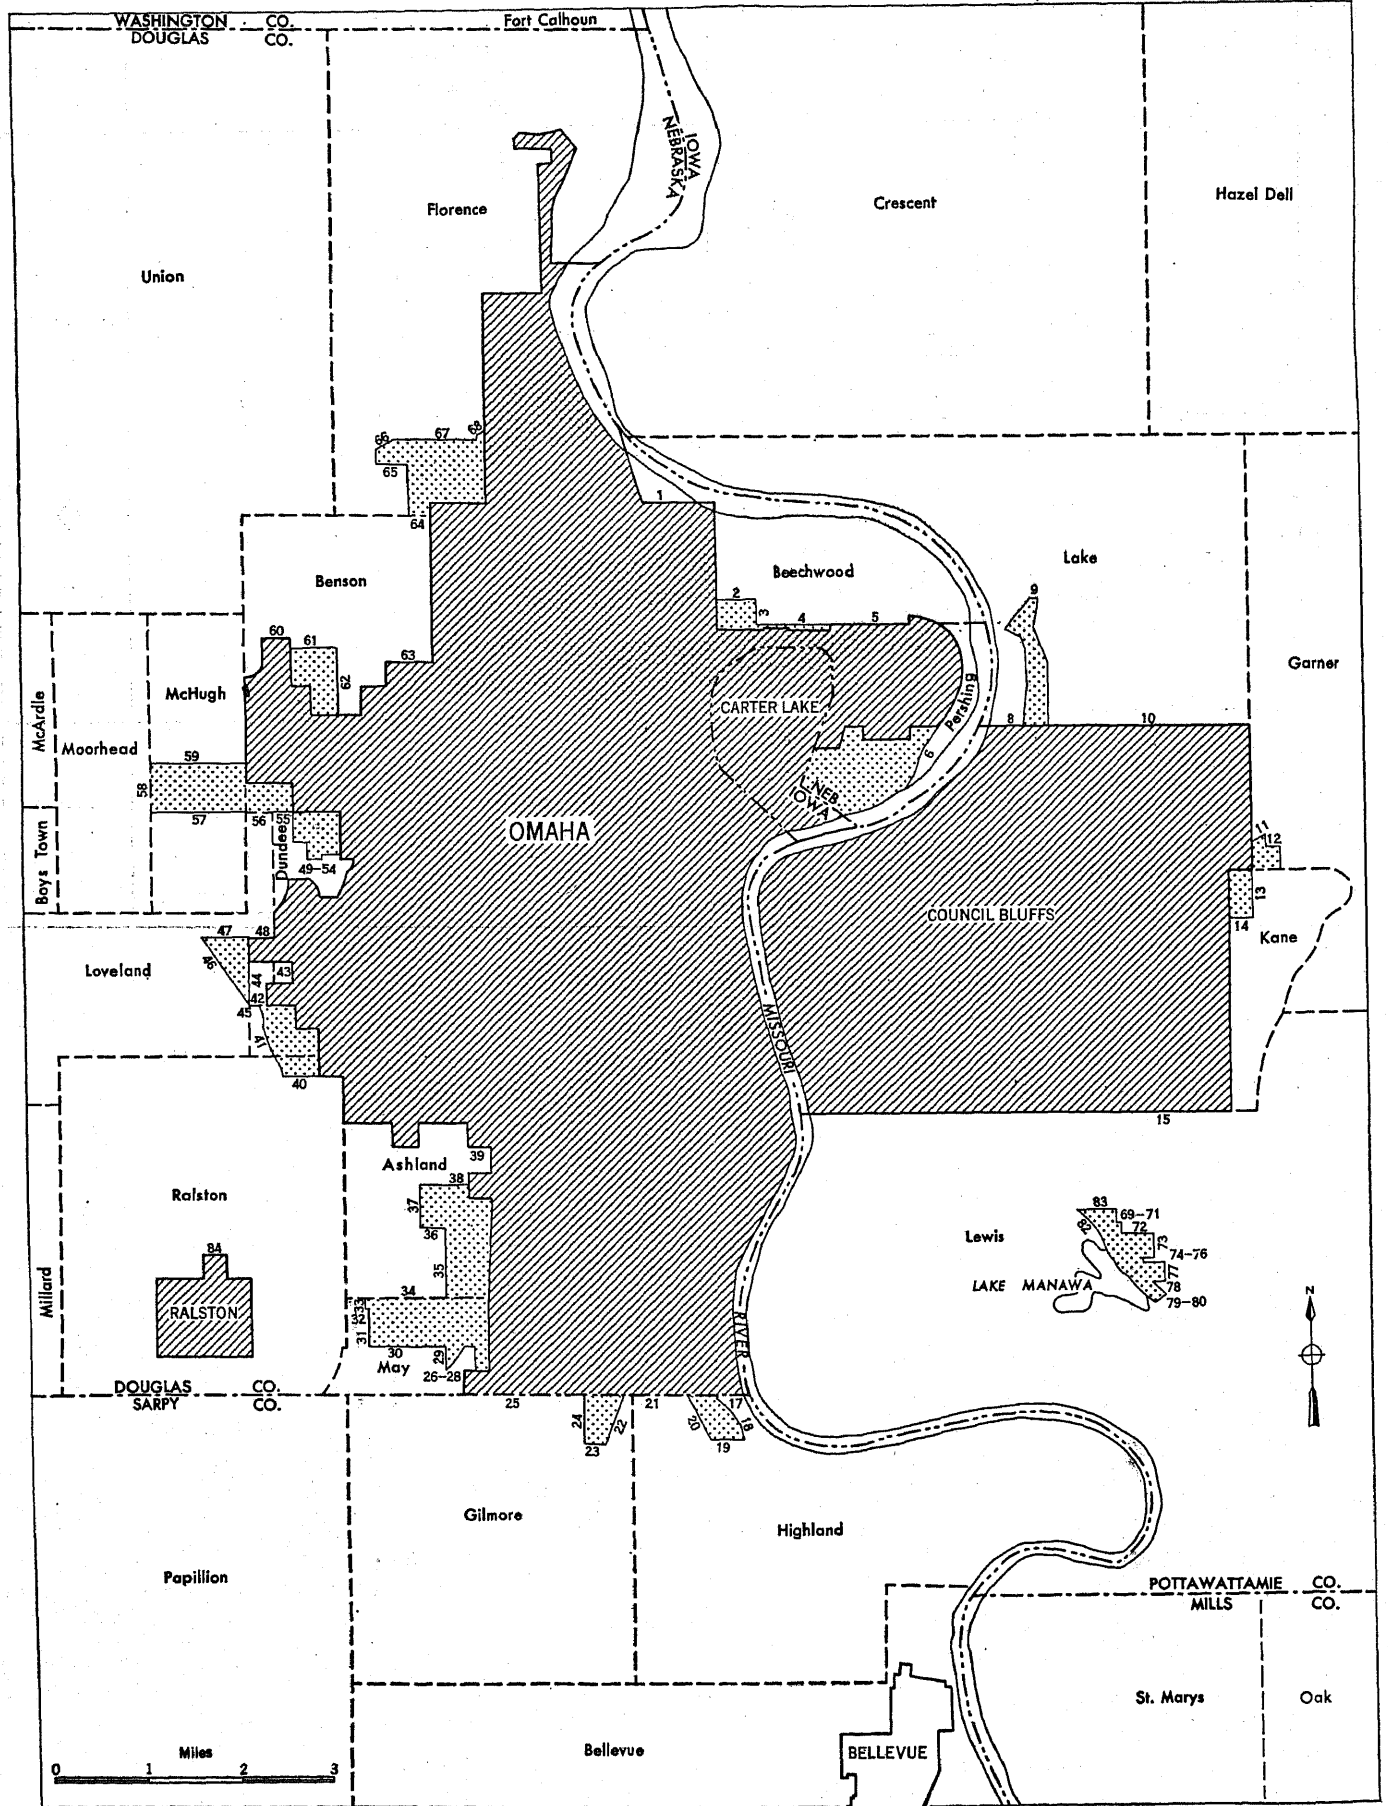 WASHINGTON CO.
DOUGLAS CO.
Fort Calhoun
IOWA
NEBRASKA
Florence
Crescent
Hazel Dell
Union
66
67
68
65
64
1
Benson
Beechwood
Lake
2
3
4
5
9
60
61
62
63
McHugh
Garner
McArdle
Moorhead
CARTER LAKE
Pershing
6
8
10
59
58
57
56
55
NEB.
IOWA
OMAHA
Boys Town
Dundee
49-54
11
12
13
14
COUNCIL BLUFFS
Kane
47
48
46
Loveland
43
44
42
45
41
40
MISSOURI
15
39
Ashland
38
37
36
35
34
Ralston
84
RALSTON
Millard
33
32
31
30
29
May
26-28
RIVER
Lewis
LAKE MANAWA
83
82
69-71
72
73
74-76
77
78
79-80
N
DOUGLAS CO.
SARPY CO.
25
24
23
22
21
20
19
18
17
Gilmore
Highland
Papillion
POTTAWATTAMIE CO.
MILLS CO.
St. Marys
Oak
Miles
0 1 2 3
Bellevue
BELLEVUE